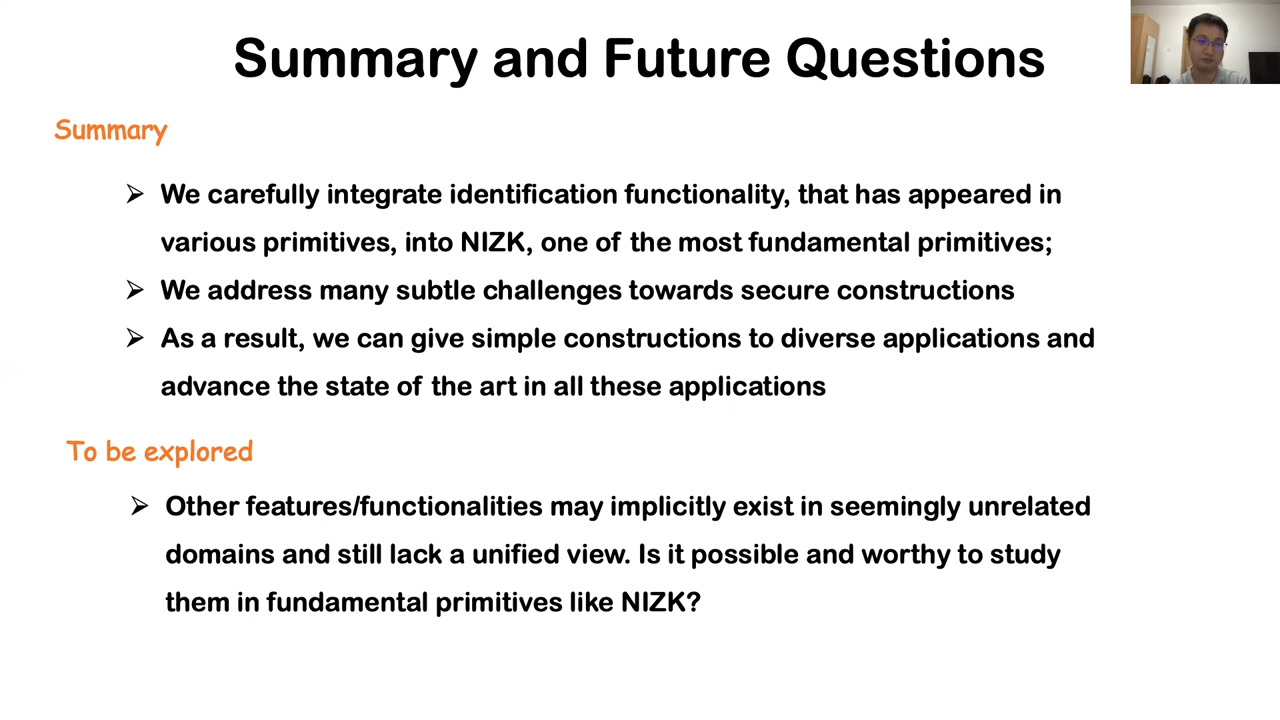 Summary and Future Questions
Summary
➢ We carefully integrate identification functionality, that has appeared in
various primitives, into NIZK, one of the most fundamental primitives;
➢ We address many subtle challenges towards secure constructions
➢ As a result, we can give simple constructions to diverse applications and
advance the state of the art in all these applications
To be explored
➢ Other features/functionalities may implicitly exist in seemingly unrelated
domains and still lack a unified view. Is it possible and worthy to study
them in fundamental primitives like NIZK?